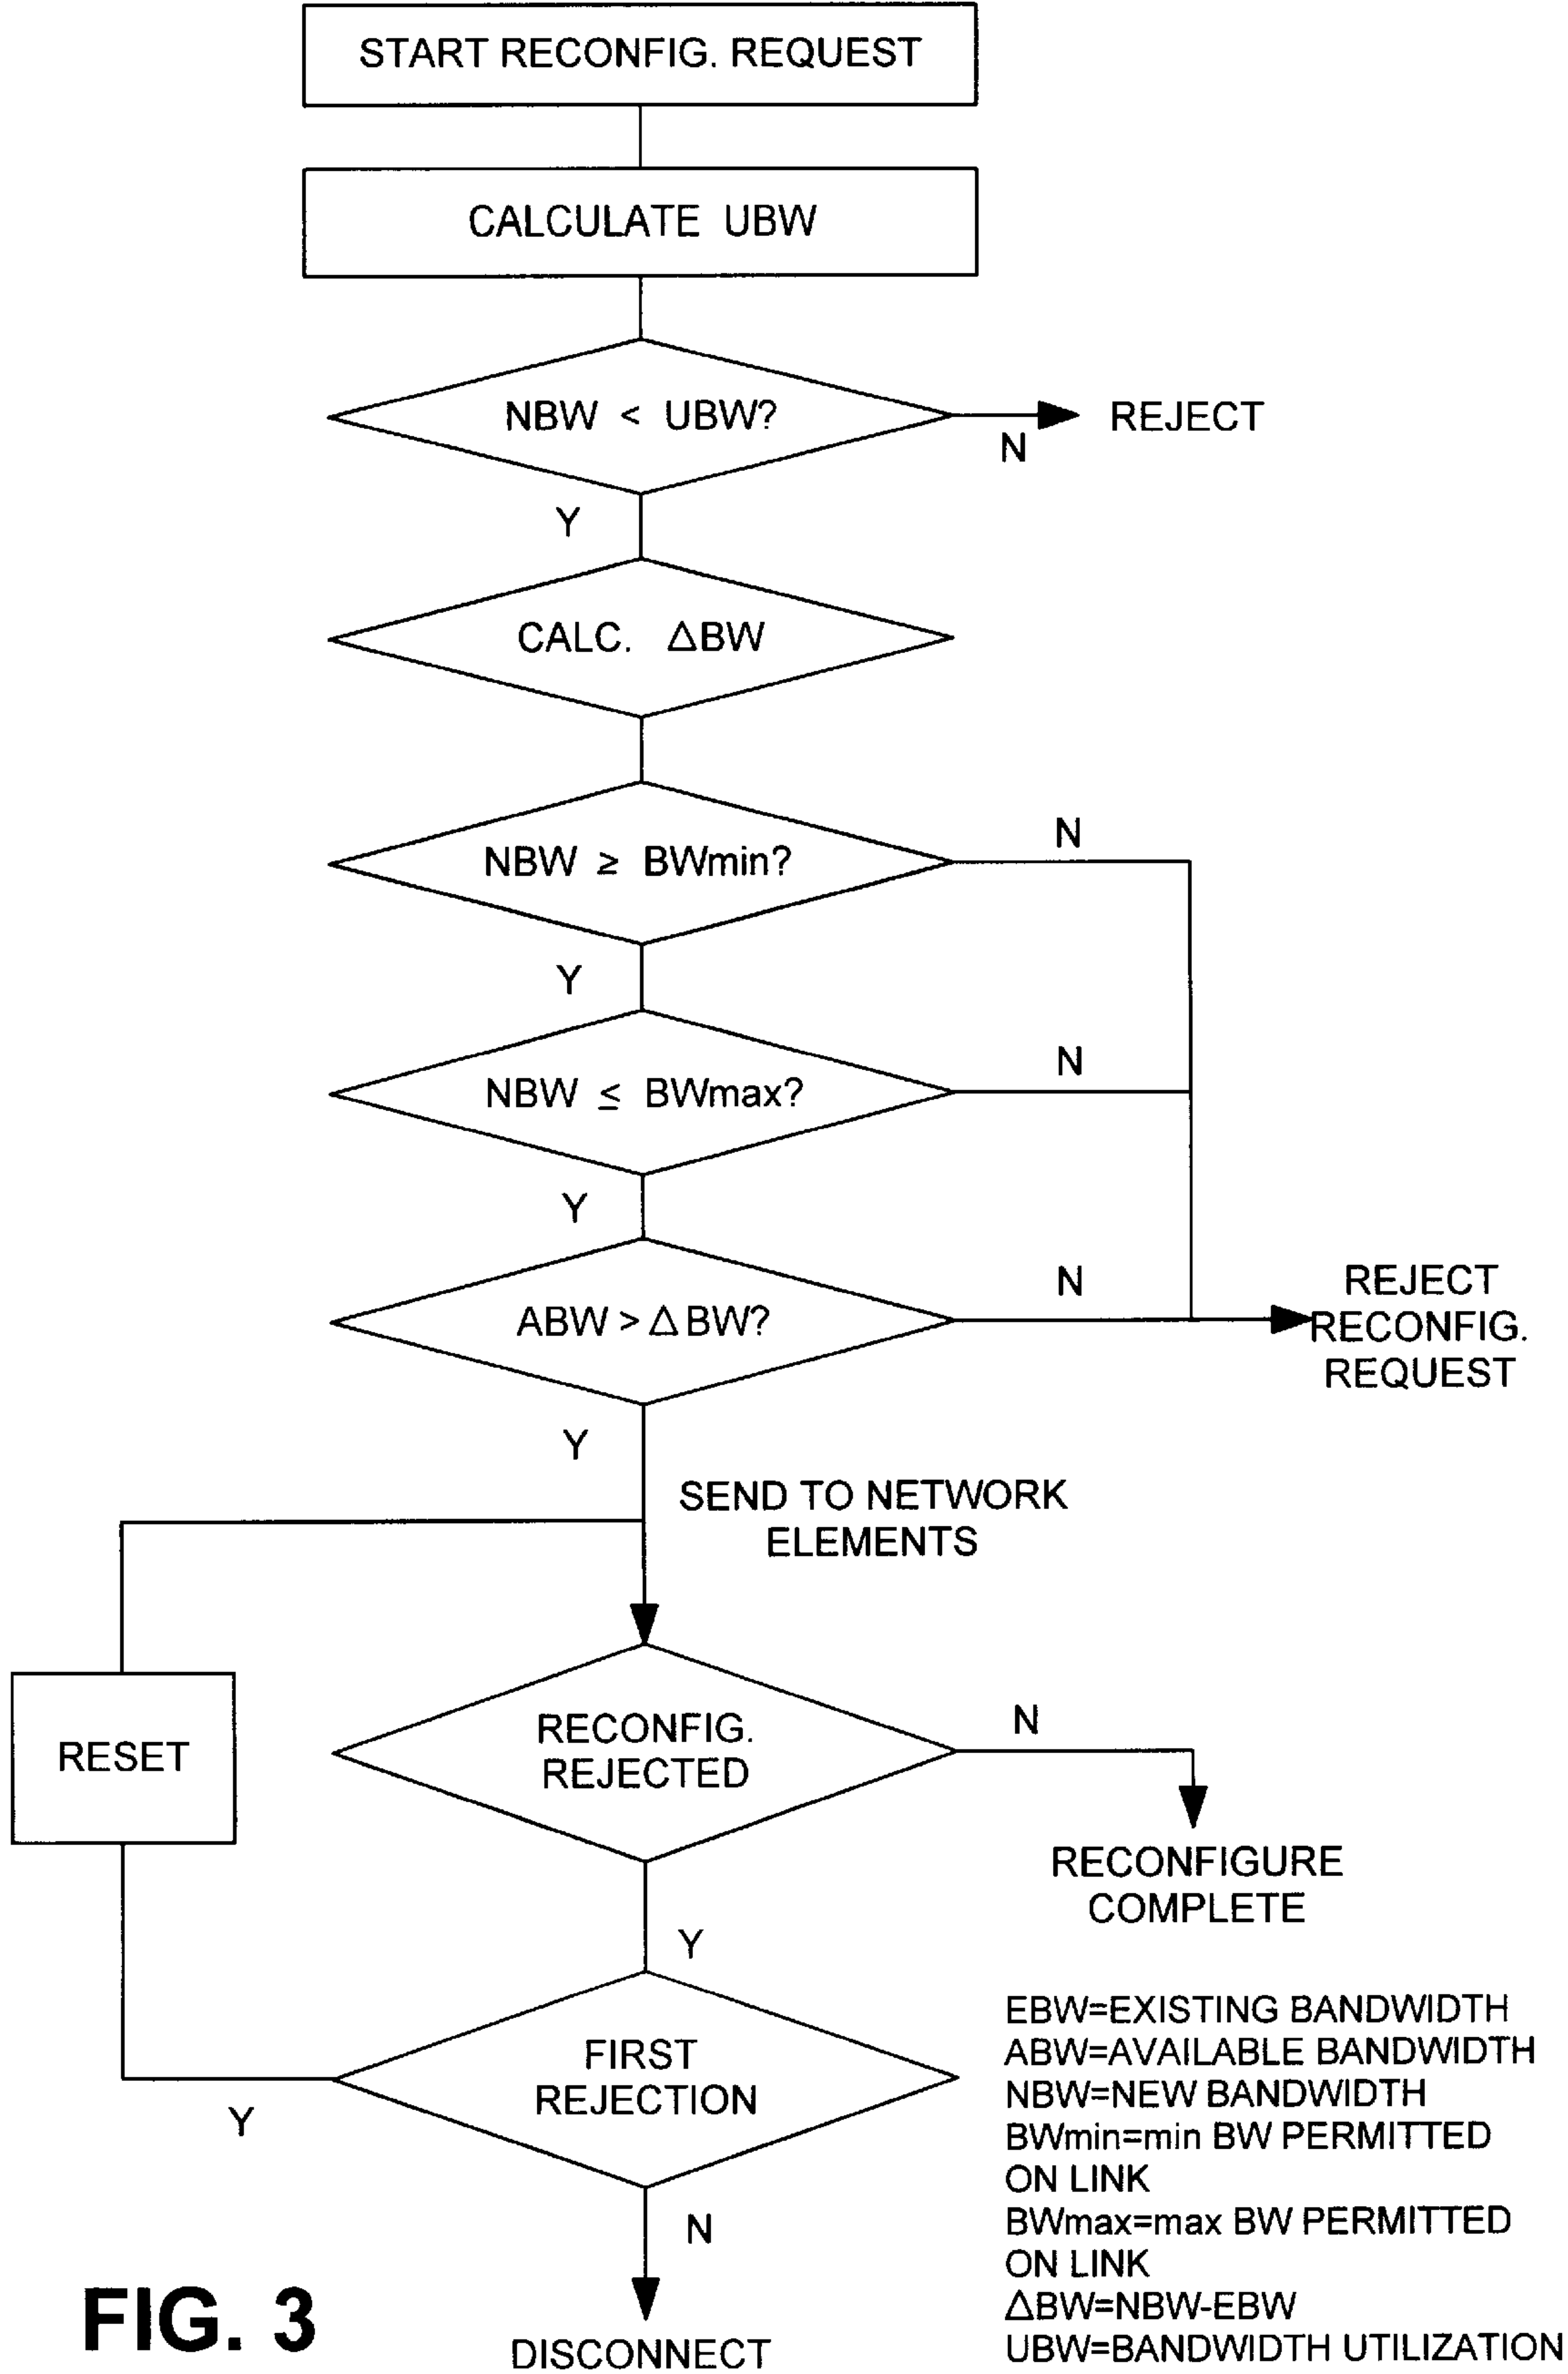 START RECONFIG. REQUEST
CALCULATE UBW
NBW < UBW?
N
REJECT
Y
CALC. △BW
NBW ≥ BWmin?
N
Y
NBW ≤ BWmax?
N
Y
ABW > △BW?
N
REJECT
RECONFIG.
REQUEST
Y
SEND TO NETWORK
ELEMENTS
RESET
RECONFIG.
REJECTED
N
RECONFIGURE
COMPLETE
Y
FIRST
REJECTION
Y
N
DISCONNECT
EBW=EXISTING BANDWIDTH
ABW=AVAILABLE BANDWIDTH
NBW=NEW BANDWIDTH
BWmin=min BW PERMITTED
ON LINK
BWmax=max BW PERMITTED
ON LINK
△BW=NBW-EBW
UBW=BANDWIDTH UTILIZATION
FIG. 3